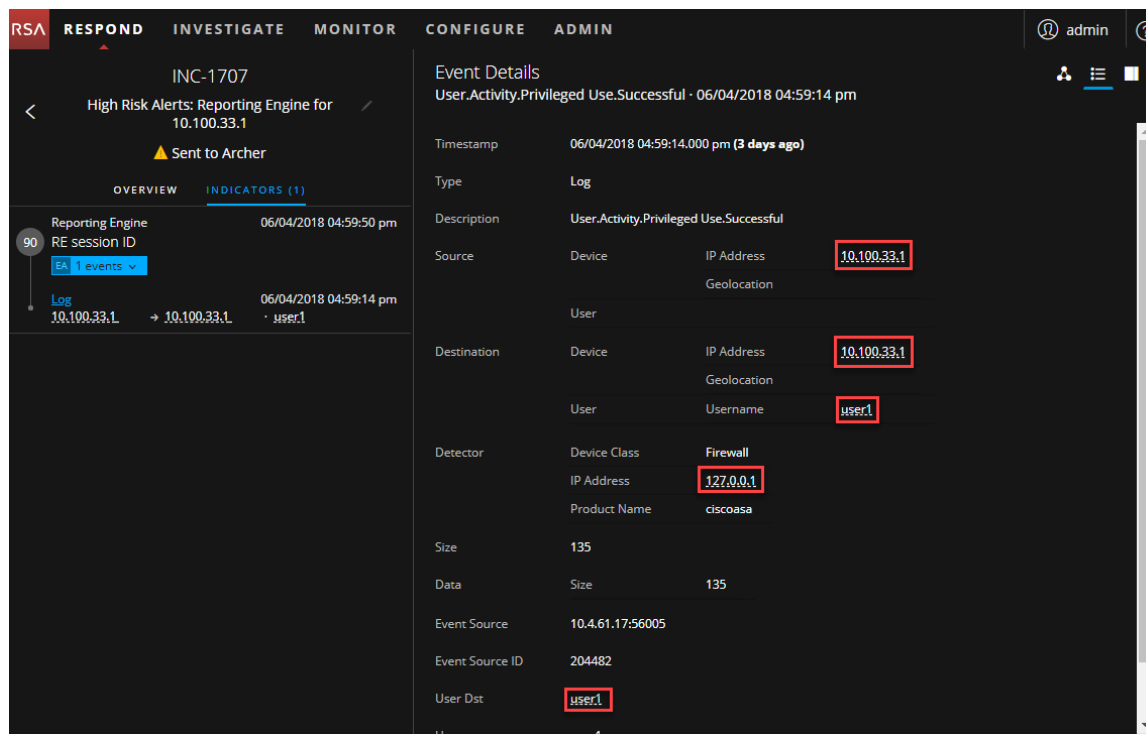 RSA RESPOND INVESTIGATE MONITOR CONFIGURE ADMIN admin
INC-1707
High Risk Alerts: Reporting Engine for
10.100.33.1
Sent to Archer
OVERVIEW INDICATORS (1)
Reporting Engine 06/04/2018 04:59:50 pm
90 RE session ID
EA 1 events
Log 06/04/2018 04:59:14 pm
10.100.33.1 → 10.100.33.1 · user1
Event Details
User.Activity.Privileged Use.Successful · 06/04/2018 04:59:14 pm
Timestamp 06/04/2018 04:59:14.000 pm (3 days ago)
Type Log
Description User.Activity.Privileged Use.Successful
Source Device IP Address 10.100.33.1
Geolocation
User
Destination Device IP Address 10.100.33.1
Geolocation
User Username user1
Detector Device Class Firewall
IP Address 127.0.0.1
Product Name ciscoasa
Size 135
Data Size 135
Event Source 10.4.61.17:56005
Event Source ID 204482
User Dst user1